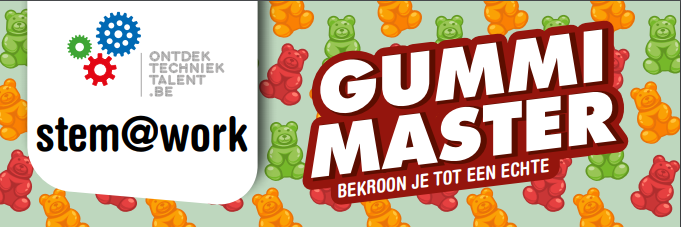 ONTDEK
TECHNIEK
TALENT
.BE
stem@work
GUMMI
MASTER
BEKROON JE TOT EEN ECHTE